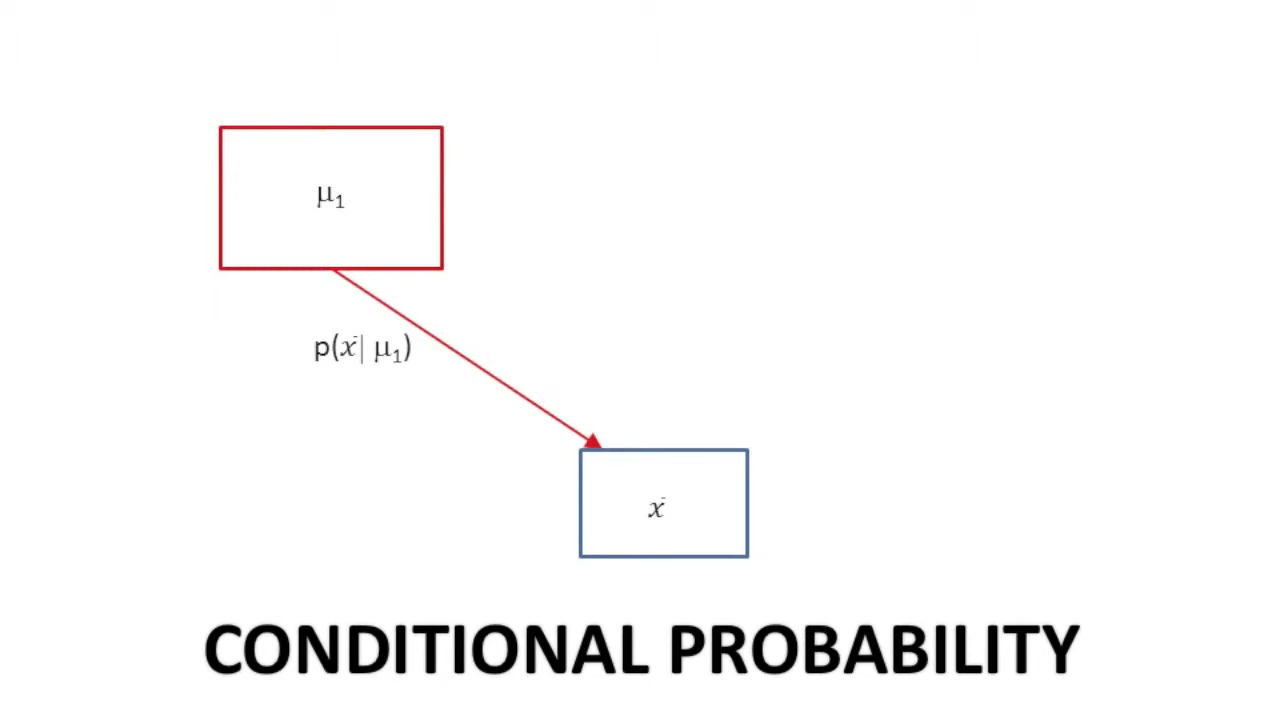 μ₁
p(x̄| μ₁)
x̄
CONDITIONAL PROBABILITY